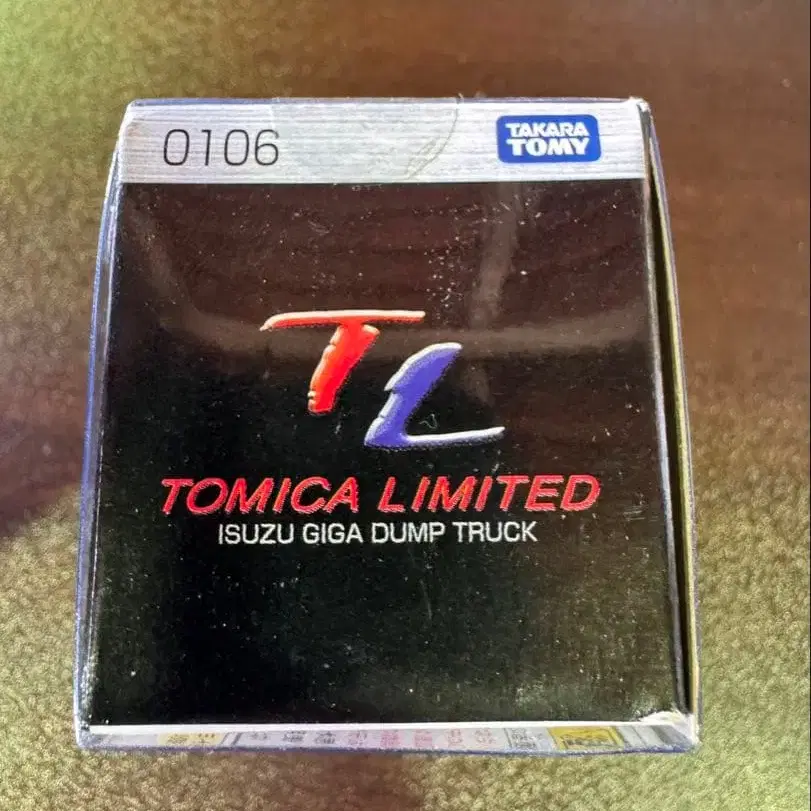 0106
TAKARA
TOMY
TL
TOMICA LIMITED
ISUZU GIGA DUMP TRUCK